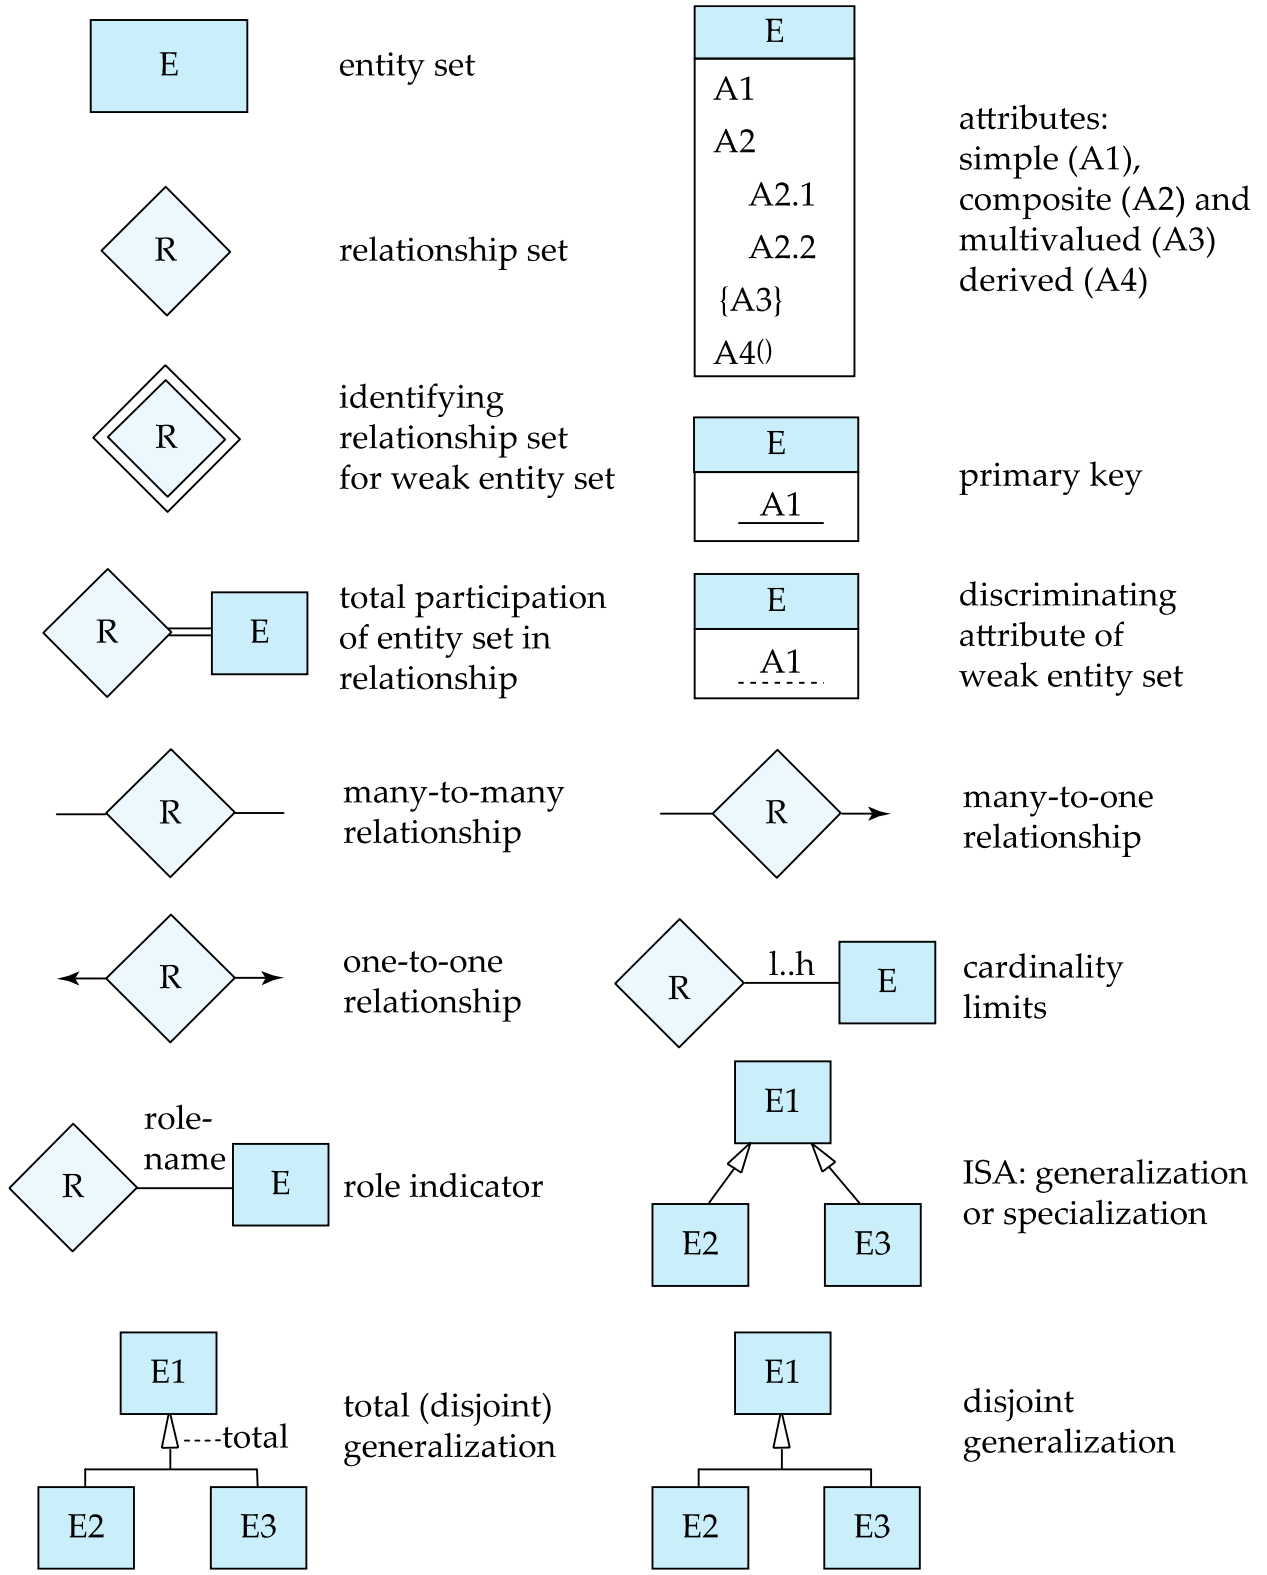 E
entity set
R
relationship set
R
identifying
relationship set
for weak entity set
R
E
total participation
of entity set in
relationship
R
many-to-many
relationship
R
one-to-one
relationship
R
role-
name
E
role indicator
E1
total
E2
E3
total (disjoint)
generalization
E
A1
A2
A2.1
A2.2
{A3}
A4()
attributes:
simple (A1),
composite (A2) and
multivalued (A3)
derived (A4)
E
A1
primary key
E
A1
discriminating
attribute of
weak entity set
R
many-to-one
relationship
R
l..h
E
cardinality
limits
E1
E2
E3
ISA: generalization
or specialization
E1
E2
E3
disjoint
generalization